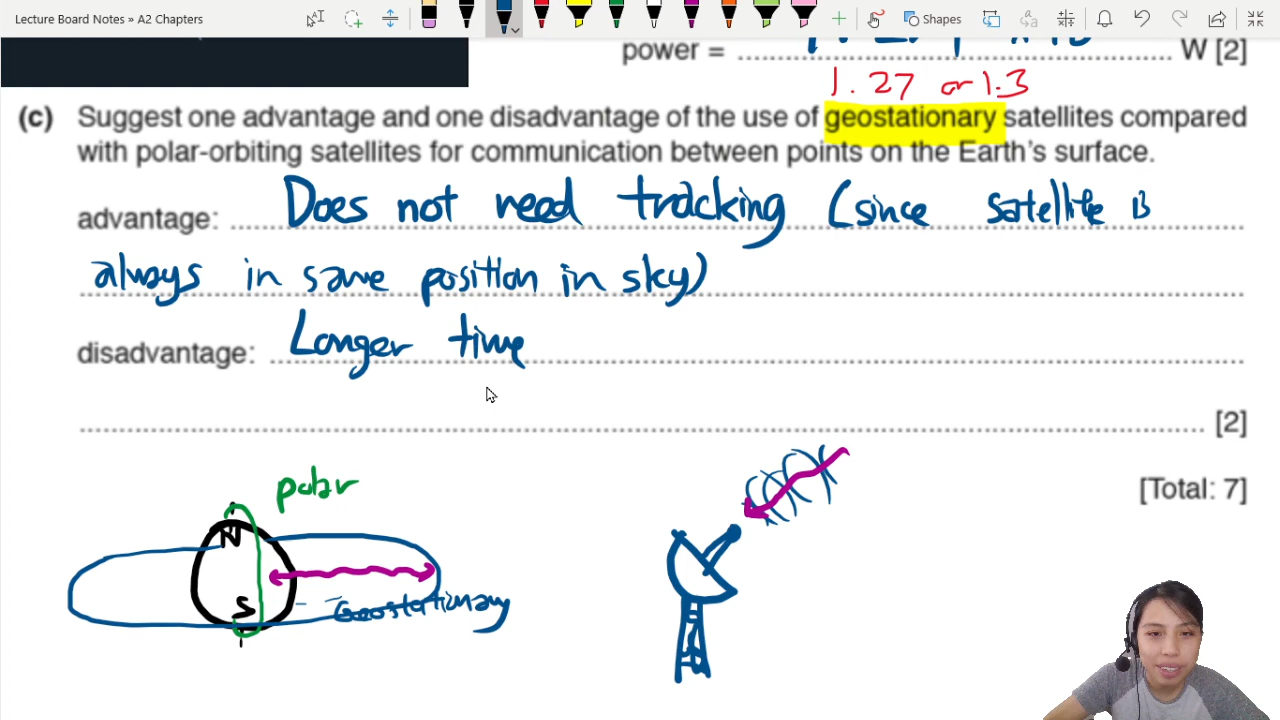 Lecture Board Notes » A2 Chapters
Shapes
power = W [2]
1.27 or 1.3
(c) Suggest one advantage and one disadvantage of the use of geostationary satellites compared
with polar-orbiting satellites for communication between points on the Earth's surface.
advantage: Does not need tracking (since satellite is
always in same position in sky)
disadvantage: Longer time
[2]
polar
[Total: 7]
N
S
Geostationary